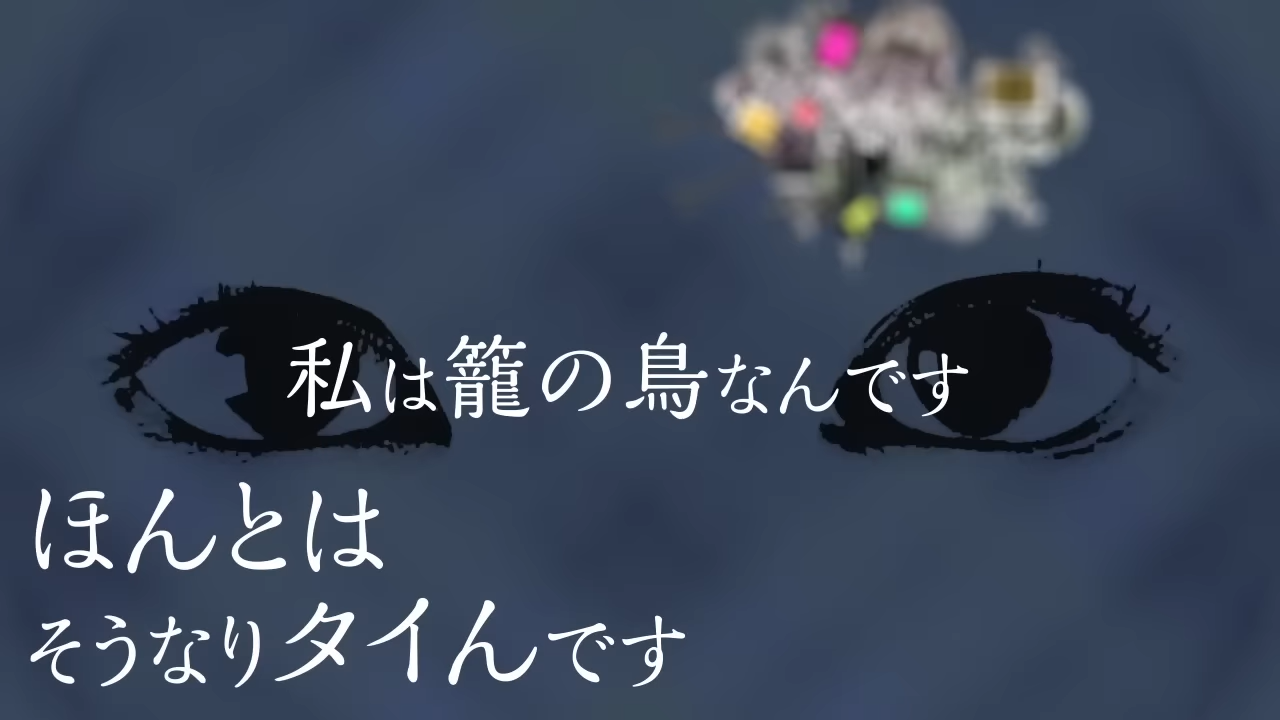 私は籠の鳥なんです
ほんとは
そうなりタイんです